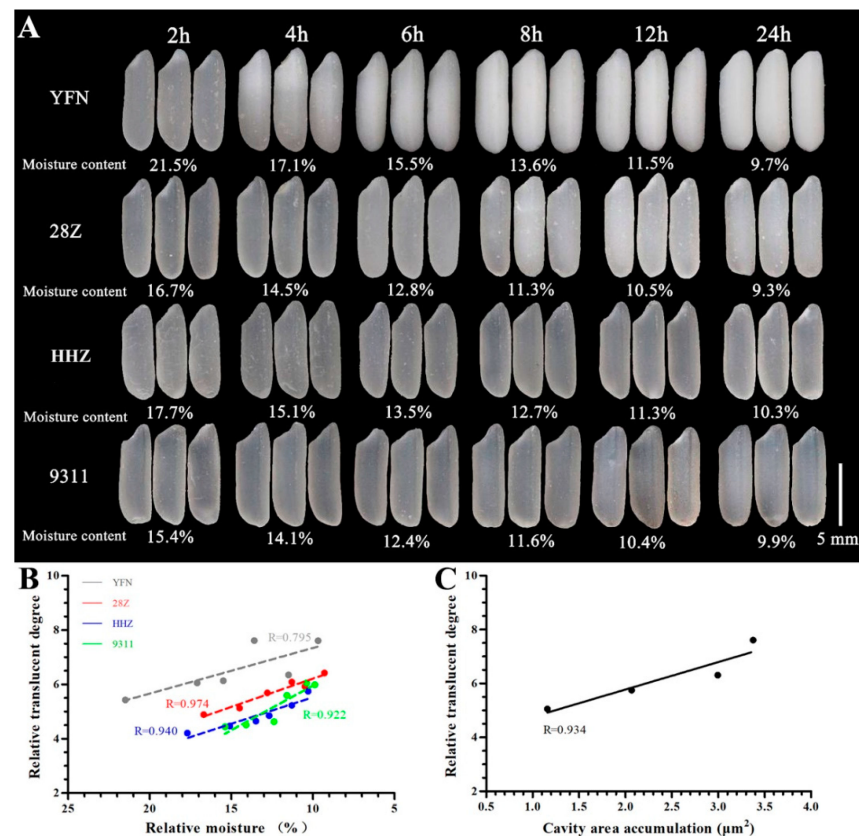 A
2h 4h 6h 8h 12h 24h
YFN
Moisture content 21.5% 17.1% 15.5% 13.6% 11.5% 9.7%
28Z
Moisture content 16.7% 14.5% 12.8% 11.3% 10.5% 9.3%
HHZ
Moisture content 17.7% 15.1% 13.5% 12.7% 11.3% 10.3%
9311
Moisture content 15.4% 14.1% 12.4% 11.6% 10.4% 9.9%
5 mm
B
Relative translucent degree
10
8
6
4
2
YFN
28Z
HHZ
9311
R=0.795
R=0.974
R=0.940
R=0.922
25 20 15 10 5
Relative moisture （%）
C
Relative translucent degree
10
8
6
4
2
R=0.934
0.5 1.0 1.5 2.0 2.5 3.0 3.5 4.0
Cavity area accumulation (μm²)